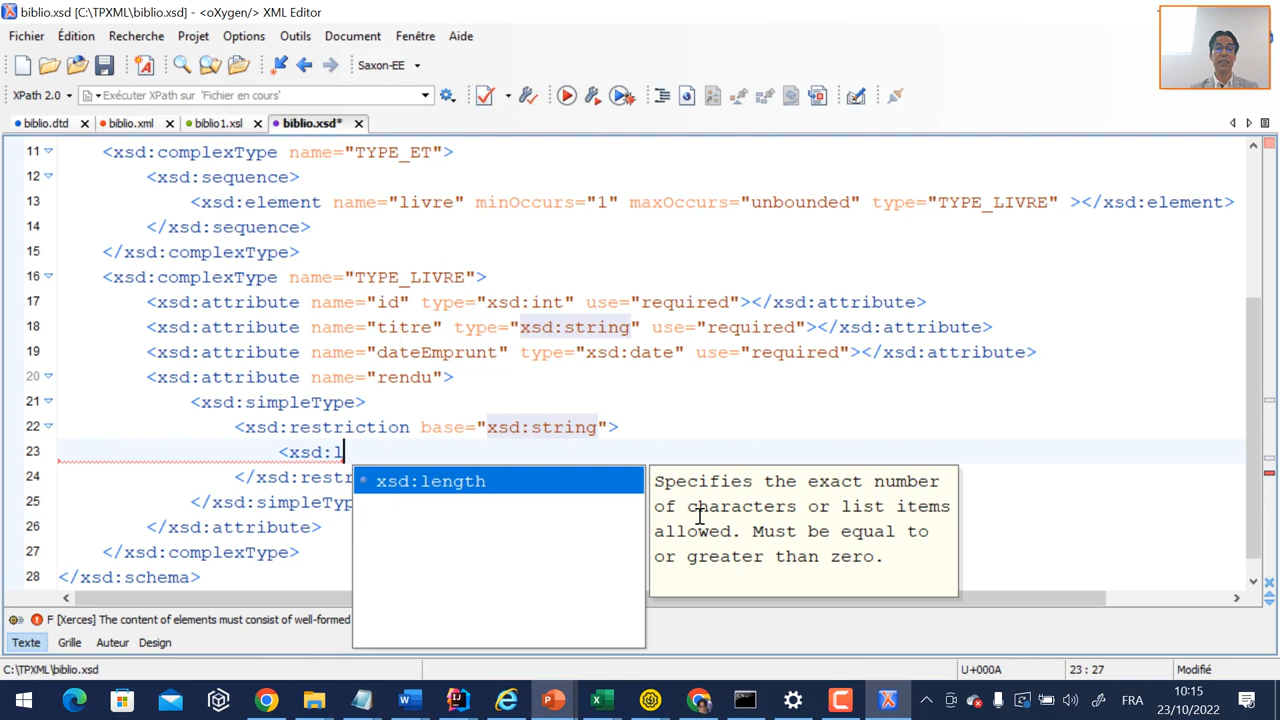 biblio.xsd [C:\TPXML\biblio.xsd] - <oXygen/> XML Editor
Fichier Édition Recherche Projet Options Outils Document Fenêtre Aide
Saxon-EE
XPath 2.0 Exécuter XPath sur 'Fichier en cours'
biblio.dtd biblio.xml biblio1.xsl biblio.xsd*
11 <xsd:complexType name="TYPE_ET">
12 <xsd:sequence>
13 <xsd:element name="livre" minOccurs="1" maxOccurs="unbounded" type="TYPE_LIVRE" ></xsd:element>
14 </xsd:sequence>
15 </xsd:complexType>
16 <xsd:complexType name="TYPE_LIVRE">
17 <xsd:attribute name="id" type="xsd:int" use="required"></xsd:attribute>
18 <xsd:attribute name="titre" type="xsd:string" use="required"></xsd:attribute>
19 <xsd:attribute name="dateEmprunt" type="xsd:date" use="required"></xsd:attribute>
20 <xsd:attribute name="rendu">
21 <xsd:simpleType>
22 <xsd:restriction base="xsd:string">
23 <xsd:l
24 </xsd:restr
25 </xsd:simpleTyp
26 </xsd:attribute>
27 </xsd:complexType>
28 </xsd:schema>
xsd:length
Specifies the exact number
of characters or list items
allowed. Must be equal to
or greater than zero.
F [Xerces] The content of elements must consist of well-formed
Texte Grille Auteur Design
C:\TPXML\biblio.xsd U+000A 23 : 27 Modifié
FRA 10:15
23/10/2022